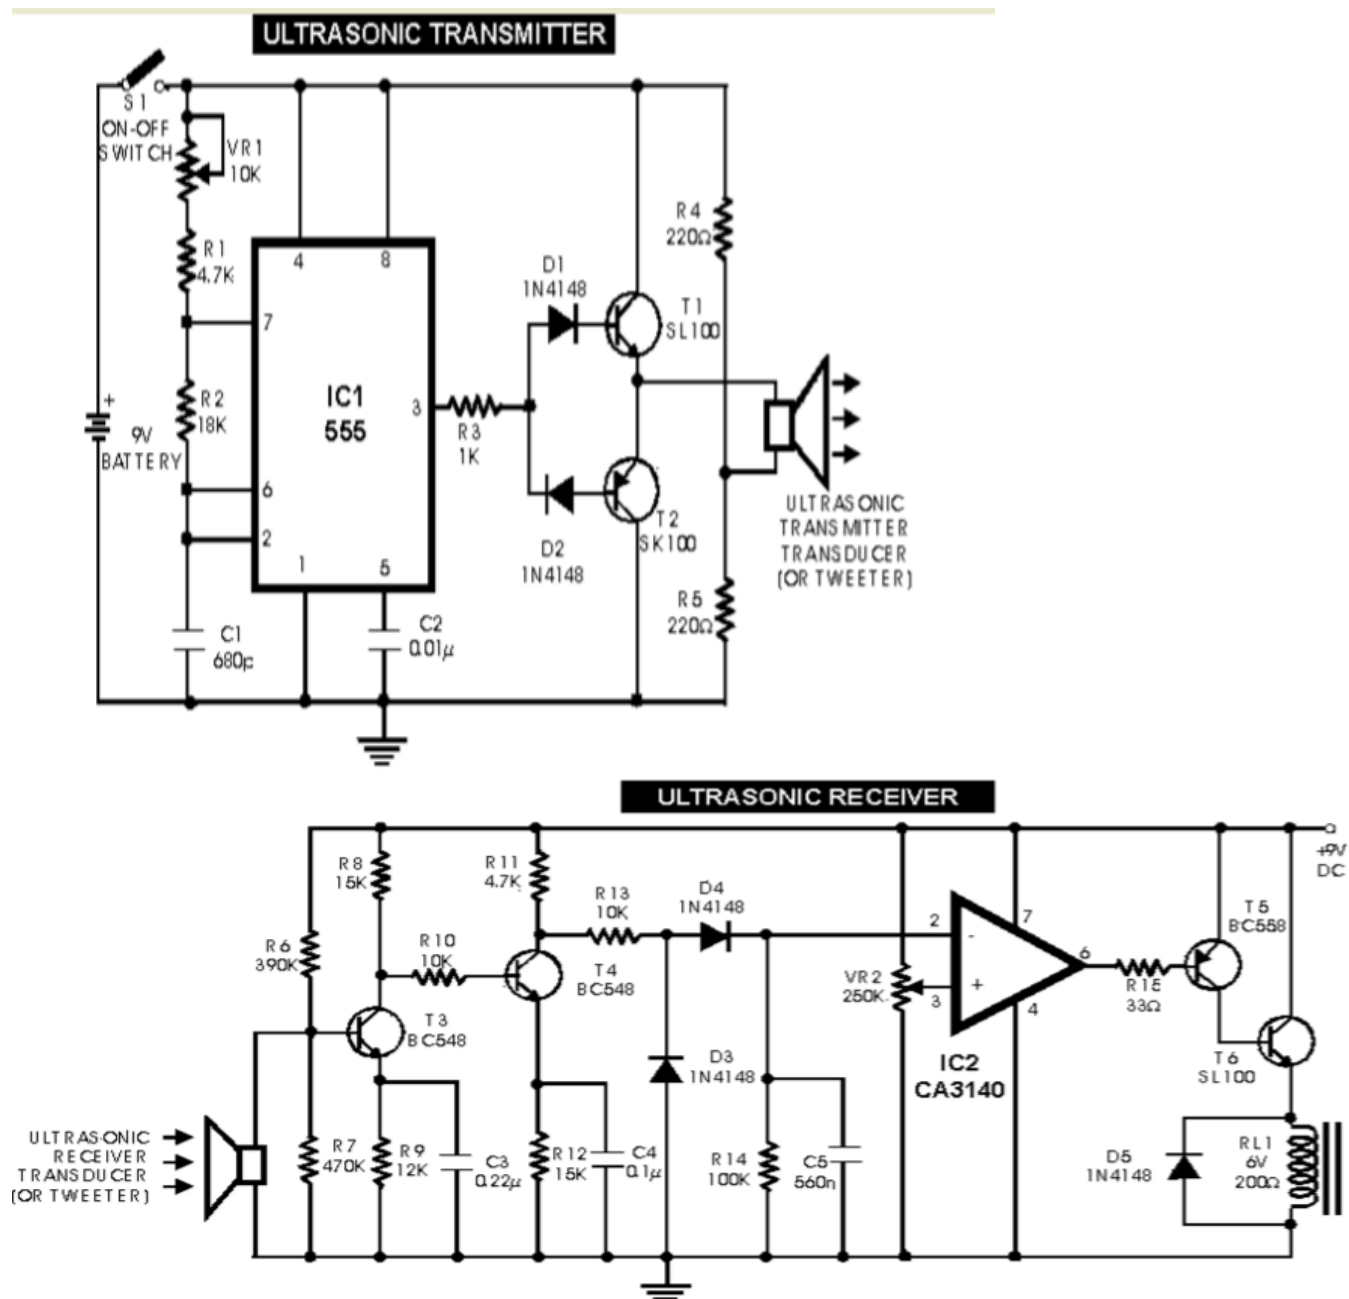 ULTRASONIC TRANSMITTER
S1
ON-OFF
SWITCH
VR1
10K
R1
4.7K
4
8
7
R2
18K
+
9V
BATTERY
IC1
555
3
R3
1K
6
2
1
5
C1
680p
C2
0.01µ
D1
1N4148
T1
SL100
D2
1N4148
T2
SK100
R4
220Ω
R5
220Ω
ULTRASONIC
TRANSMITTER
TRANSDUCER
(OR TWEETER)
ULTRASONIC RECEIVER
+9V
DC
R6
390K
R8
15K
R10
10K
R11
4.7K
R13
10K
D4
1N4148
T3
BC548
T4
BC548
D3
1N4148
VR2
250K
2
-
3
+
7
6
4
IC2
CA3140
R15
33Ω
T5
BC558
T6
SL100
ULTRASONIC
RECEIVER
TRANSDUCER
(OR TWEETER)
R7
470K
R9
12K
C3
0.22µ
R12
15K
C4
0.1µ
R14
100K
C5
560n
D5
1N4148
RL1
6V
200Ω